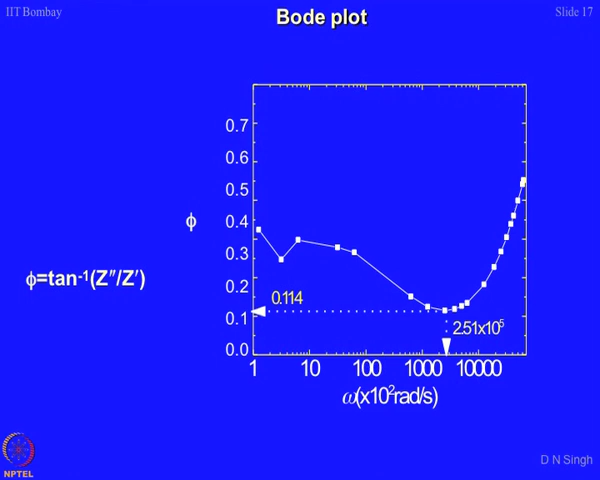 IIT Bombay
Slide 17
Bode plot
0.7
0.6
0.5
0.4
0.3
0.2
0.1
0.0
ϕ
ϕ=tan-1(Z″/Z′)
0.114
2.51x10⁵
1 10 100 1000 10000
ω(x10²rad/s)
NPTEL
D N Singh